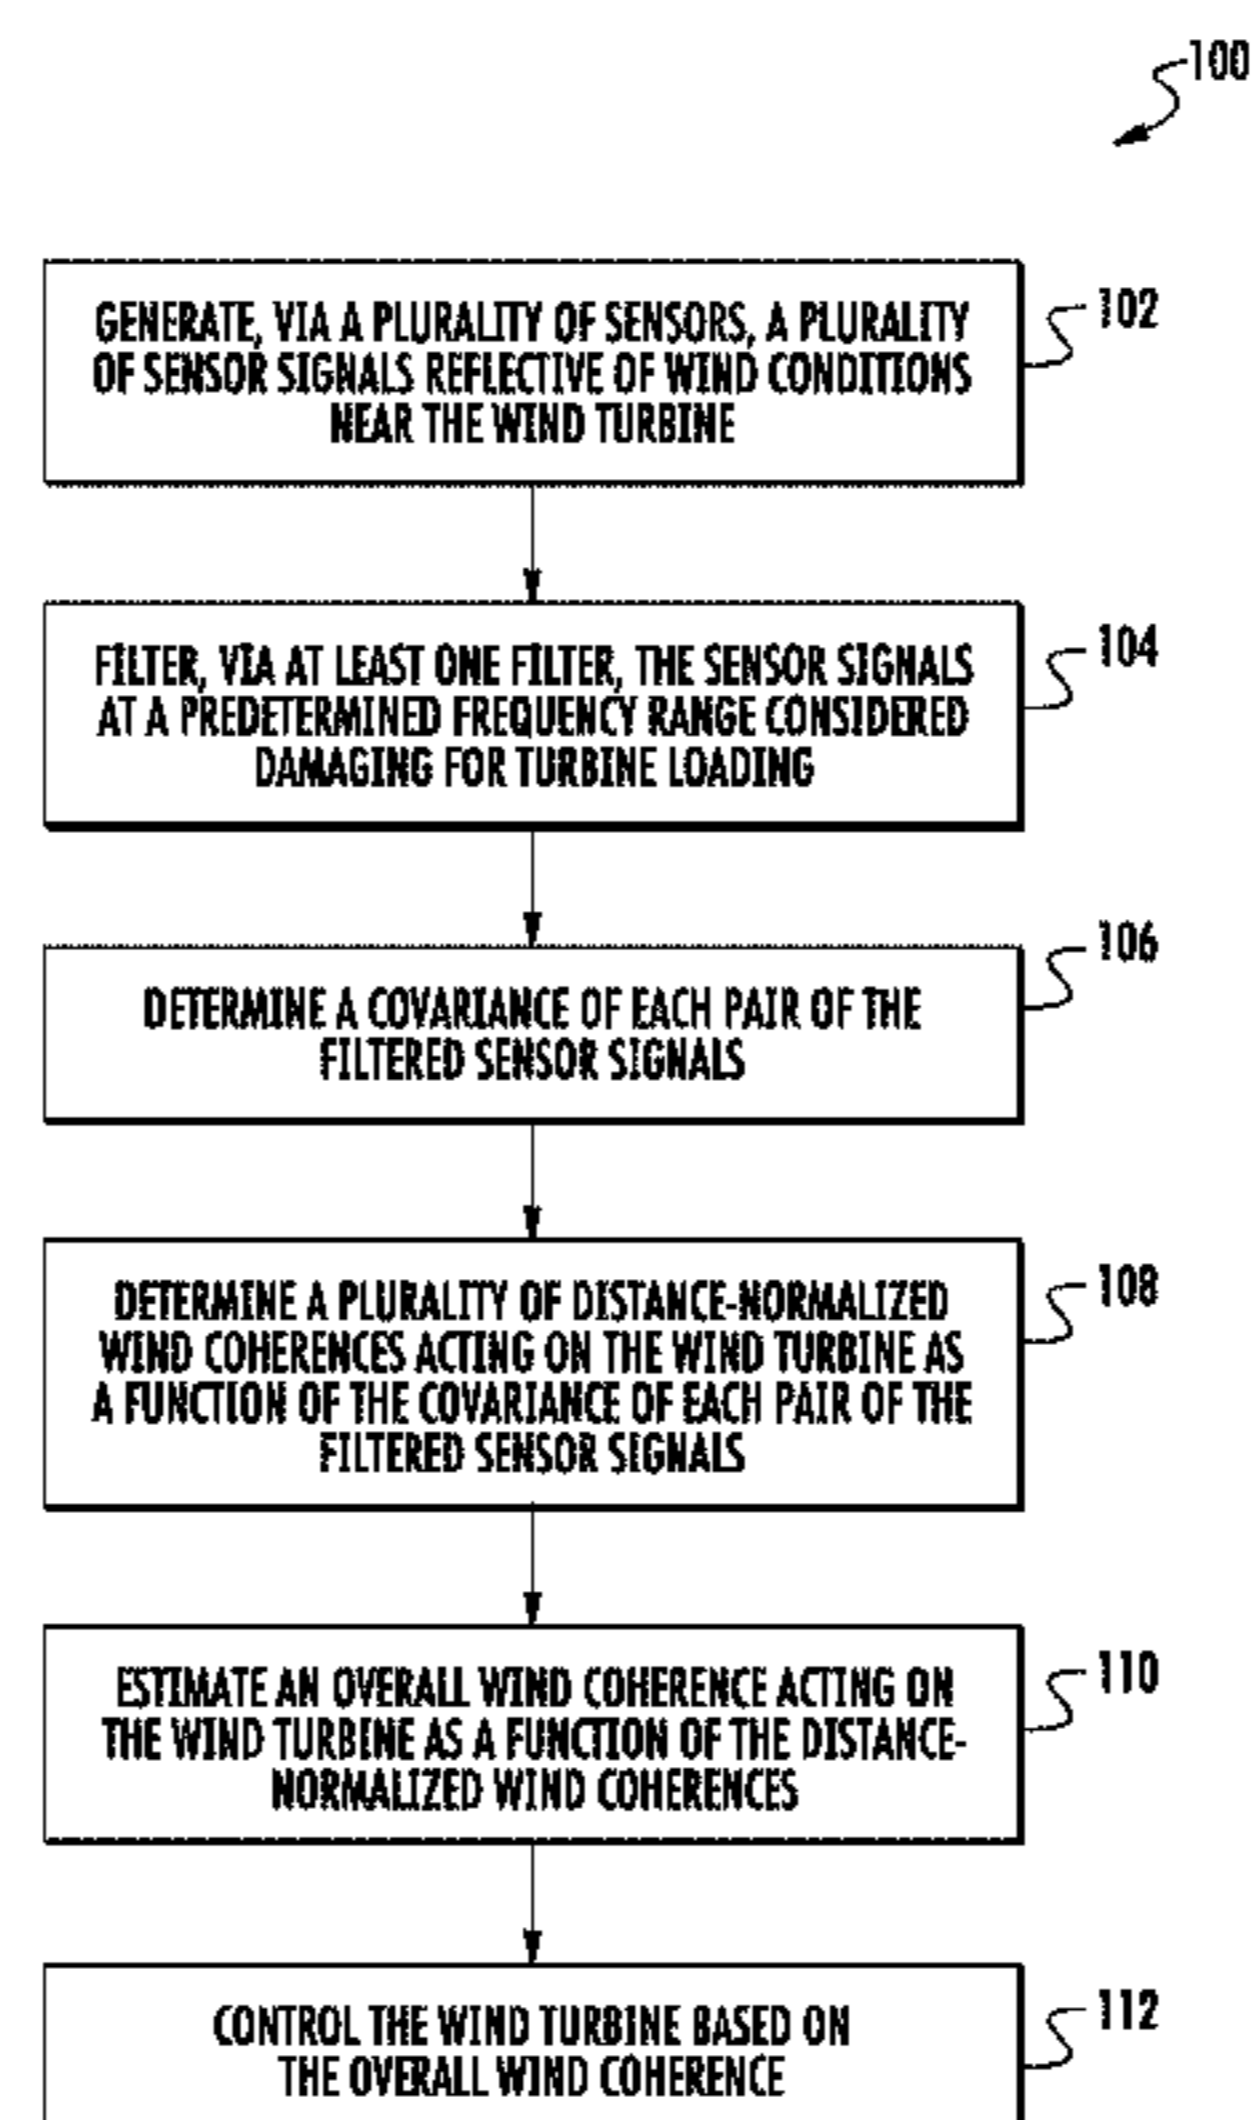 100
GENERATE, VIA A PLURALITY OF SENSORS, A PLURALITY
OF SENSOR SIGNALS REFLECTIVE OF WIND CONDITIONS
NEAR THE WIND TURBINE
102
FILTER, VIA AT LEAST ONE FILTER, THE SENSOR SIGNALS
AT A PREDETERMINED FREQUENCY RANGE CONSIDERED
DAMAGING FOR TURBINE LOADING
104
DETERMINE A COVARIANCE OF EACH PAIR OF THE
FILTERED SENSOR SIGNALS
106
DETERMINE A PLURALITY OF DISTANCE-NORMALIZED
WIND COHERENCES ACTING ON THE WIND TURBINE AS
A FUNCTION OF THE COVARIANCE OF EACH PAIR OF THE
FILTERED SENSOR SIGNALS
108
ESTIMATE AN OVERALL WIND COHERENCE ACTING ON
THE WIND TURBINE AS A FUNCTION OF THE DISTANCE-
NORMALIZED WIND COHERENCES
110
CONTROL THE WIND TURBINE BASED ON
THE OVERALL WIND COHERENCE
112